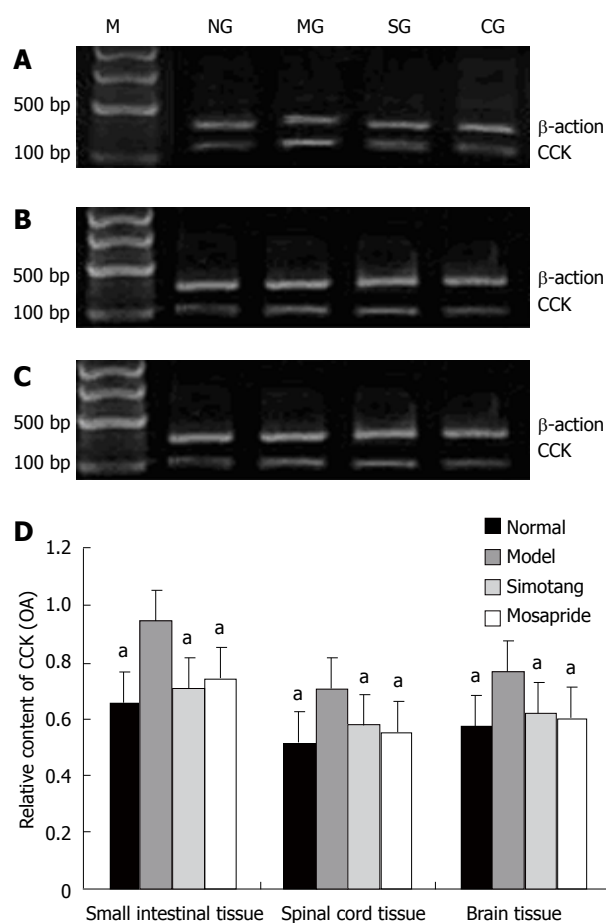 M NG MG SG CG
A
500 bp
β-action
100 bp
CCK
B
500 bp
β-action
100 bp
CCK
C
500 bp
β-action
100 bp
CCK
D
Normal
Model
Simotang
Mosapride
Relative content of CCK (OA)
1.2
1.0
0.8
0.6
0.4
0.2
0
a a a
a a a
a a a
Small intestinal tissue Spinal cord tissue Brain tissue